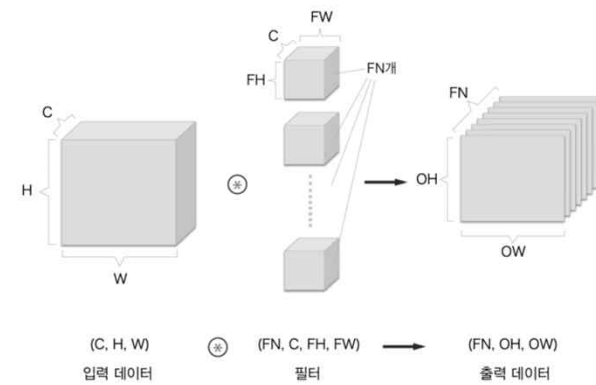 FW
C
FH
FN개
C
H
W
⊛
FN
OH
OW
(C, H, W) ⊛ (FN, C, FH, FW) → (FN, OH, OW)
입력 데이터 필터 출력 데이터